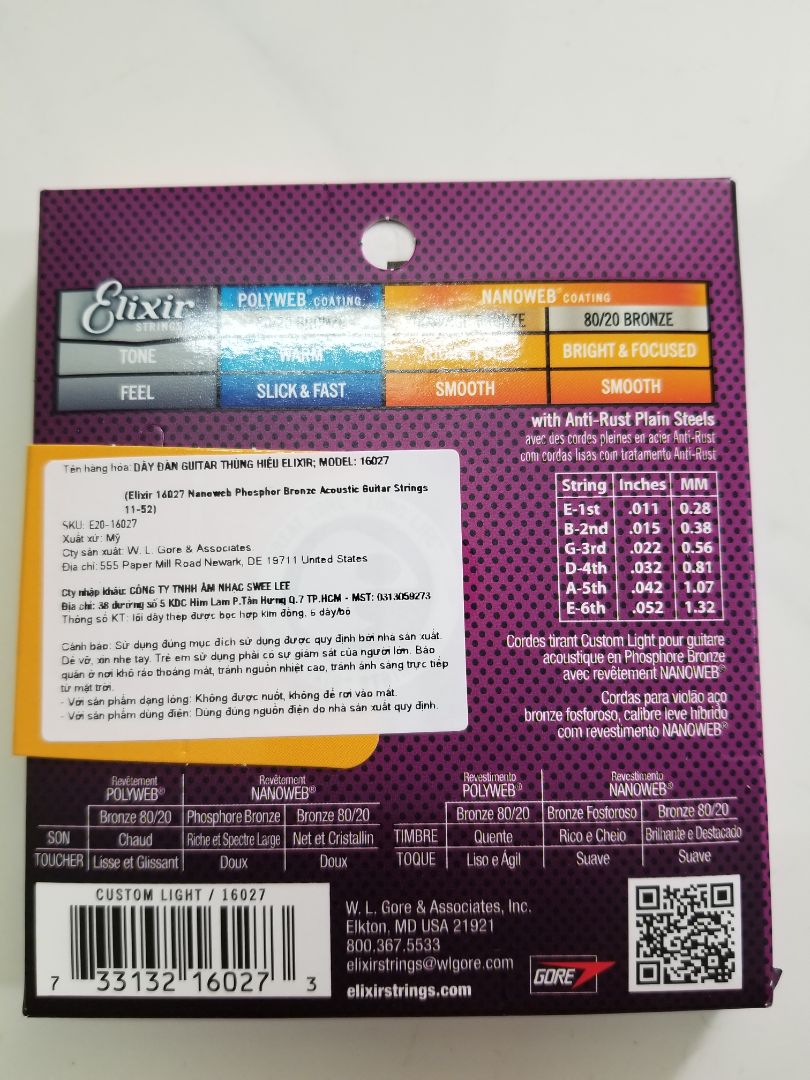 Elixir
STRINGS
POLYWEB® COATING
NANOWEB® COATING
80/20 BRONZE
TONE
WARM
BRIGHT & FOCUSED
FEEL
SLICK & FAST
SMOOTH
SMOOTH
with Anti-Rust Plain Steels
avec des cordes pleines en acier Anti-Rust
com cordas lisas com tratamento Anti-Rust
String Inches MM
E-1st .011 0.28
B-2nd .015 0.38
G-3rd .022 0.56
D-4th .032 0.81
A-5th .042 1.07
E-6th .052 1.32
Tên hàng hóa: DÂY ĐÀN GUITAR THÙNG HIỆU ELIXIR; MODEL: 16027
(Elixir 16027 Nanoweb Phosphor Bronze Acoustic Guitar Strings
11-52)
SKU: E20-16027
Xuất xứ: Mỹ
Cty sản xuất: W. L. Gore & Associates
Địa chỉ: 555 Paper Mill Road Newark, DE 19711 United States
Cty nhập khẩu: CÔNG TY TNHH ÂM NHẠC SWEE LEE
Địa chỉ: 38 đường số 5 KDC Him Lam P.Tân Hưng Q.7 TP.HCM - MST: 0313059273
Thông số KT: lõi dây thép được bọc hợp kim đồng, 6 dây/bộ
Cảnh báo: Sử dụng đúng mục đích sử dụng được quy định bởi nhà sản xuất.
Dễ vỡ, xin nhẹ tay. Trẻ em sử dụng phải có sự giám sát của người lớn. Bảo
quản ở nơi khô ráo thoáng mát, tránh nguồn nhiệt cao, tránh ánh sáng trực tiếp
từ mặt trời.
- Với sản phẩm dạng lỏng: Không được nuốt, không để rơi vào mắt.
- Với sản phẩm dùng điện: Dùng đúng nguồn điện do nhà sản xuất quy định.
Cordes tirant Custom Light pour guitare
acoustique en Phosphore Bronze
avec revêtement NANOWEB®
Cordas para violão aço
bronze fosforoso, calibre leve híbrido
com revestimento NANOWEB®
Revêtement
POLYWEB®
Revêtement
NANOWEB®
Bronze 80/20 Phosphore Bronze Bronze 80/20
SON Chaud Riche et Spectre Large Net et Cristallin
TOUCHER Lisse et Glissant Doux Doux
Revestimento
POLYWEB®
Revestimento
NANOWEB®
Bronze 80/20 Bronze Fosforoso Bronze 80/20
TIMBRE Quente Rico e Cheio Brilhante e Destacado
TOQUE Liso e Ágil Suave Suave
CUSTOM LIGHT / 16027
7 33132 16027 3
W. L. Gore & Associates, Inc.
Elkton, MD USA 21921
800.367.5533
elixirstrings@wlgore.com
elixirstrings.com
GORE